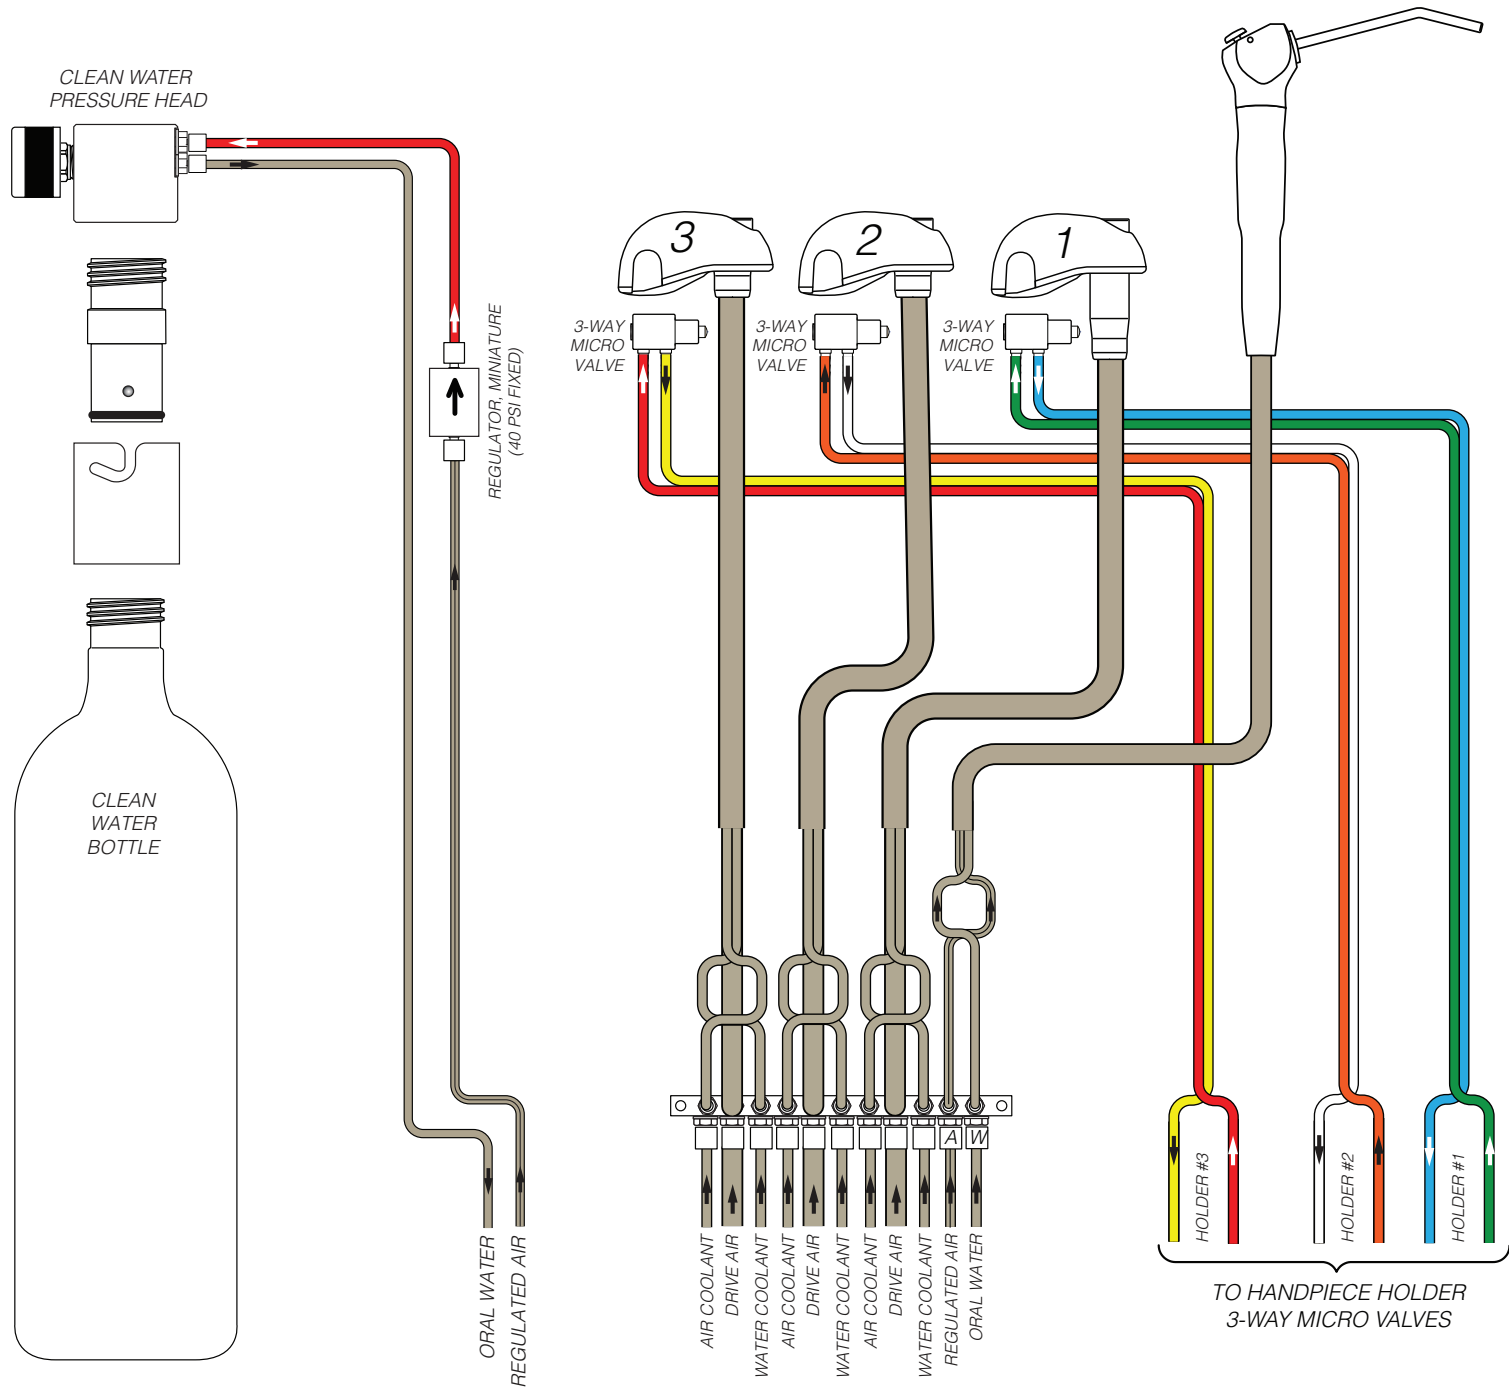 CLEAN WATER
PRESSURE HEAD
3
2
1
3-WAY
MICRO
VALVE
3-WAY
MICRO
VALVE
3-WAY
MICRO
VALVE
REGULATOR, MINIATURE
(40 PSI FIXED)
CLEAN
WATER
BOTTLE
A
W
ORAL WATER
REGULATED AIR
AIR COOLANT
DRIVE AIR
WATER COOLANT
AIR COOLANT
DRIVE AIR
WATER COOLANT
AIR COOLANT
DRIVE AIR
WATER COOLANT
REGULATED AIR
ORAL WATER
HOLDER #3
HOLDER #2
HOLDER #1
TO HANDPIECE HOLDER
3-WAY MICRO VALVES